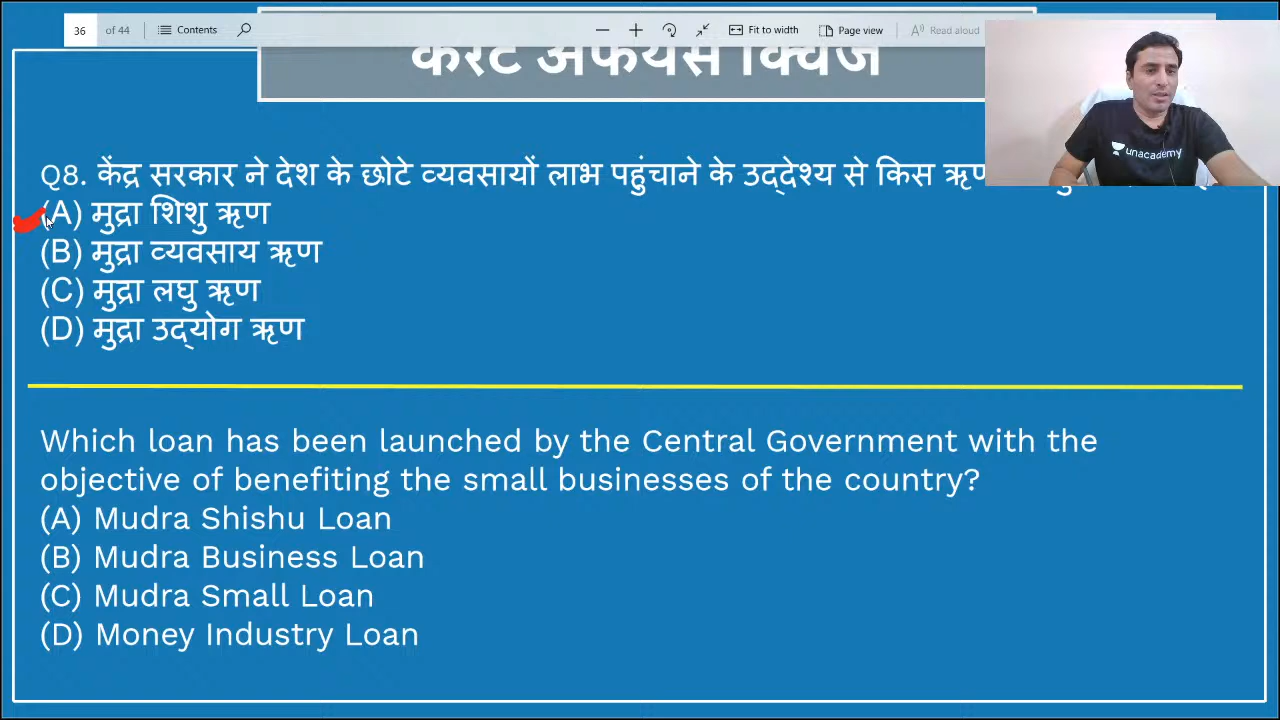 36 of 44 Contents Fit to width Page view Read aloud
करेंट अफेयर्स क्विज
unacademy
Q8. केंद्र सरकार ने देश के छोटे व्यवसायों लाभ पहुंचाने के उद्देश्य से किस ऋण
(A) मुद्रा शिशु ऋण
(B) मुद्रा व्यवसाय ऋण
(C) मुद्रा लघु ऋण
(D) मुद्रा उद्योग ऋण
Which loan has been launched by the Central Government with the
objective of benefiting the small businesses of the country?
(A) Mudra Shishu Loan
(B) Mudra Business Loan
(C) Mudra Small Loan
(D) Money Industry Loan